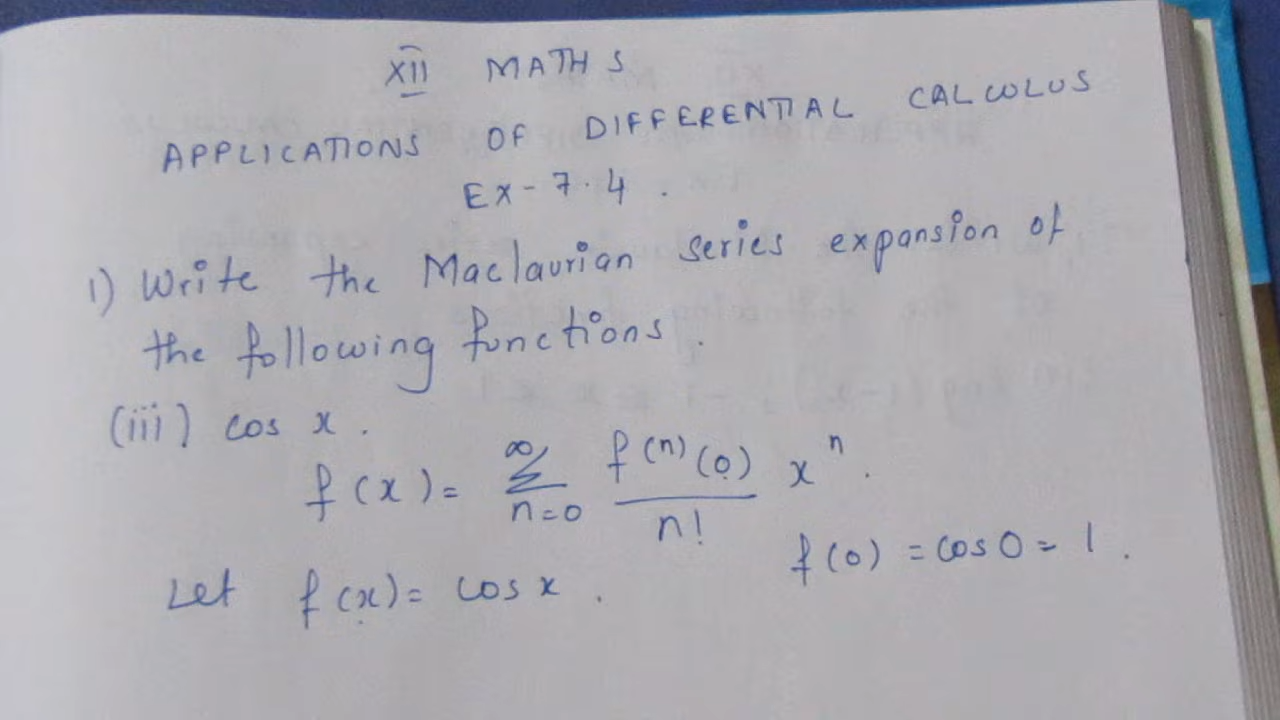 XII MATHS
APPLICATIONS OF DIFFERENTIAL CALCULUS
Ex-7.4.
1) Write the Maclaurian series expansion of
the following functions.
(iii) cos x.
f(x) = ∞ Σ n=0 f^(n)(0) / n! x^n.
Let f(x) = cos x. f(0) = cos 0 = 1.